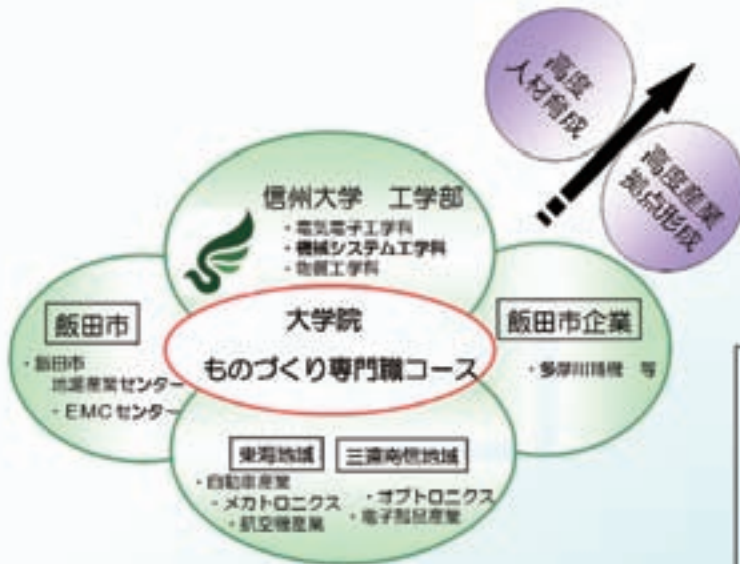 高度
人材育成
高度産業
拠点形成
信州大学 工学部
・電気電子工学科
・機械システム工学科
・物質工学科
飯田市
・飯田市
地場産業センター
・EMCセンター
大学院
ものづくり専門職コース
飯田市企業
・多摩川精機 等
東海地域
・自動車産業
・メカトロニクス
・航空機産業
三遠南信地域
・オプトロニクス
・電子部品産業